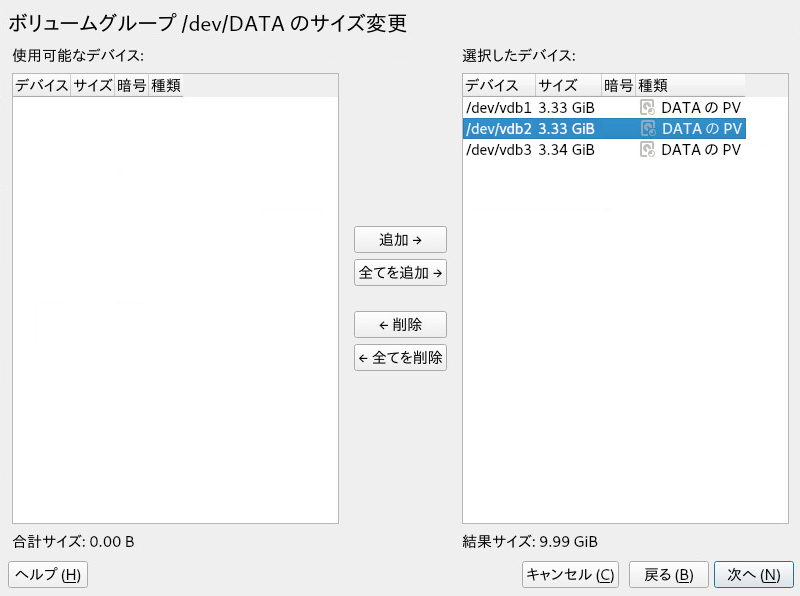 ボリュームグループ /dev/DATA のサイズ変更
使用可能なデバイス:
デバイス サイズ 暗号 種類
合計サイズ: 0.00 B
追加 →
全てを追加 →
← 削除
← 全てを削除
選択したデバイス:
デバイス サイズ 暗号 種類
/dev/vdb1 3.33 GiB DATA の PV
/dev/vdb2 3.33 GiB DATA の PV
/dev/vdb3 3.34 GiB DATA の PV
結果サイズ: 9.99 GiB
ヘルプ (H) キャンセル (C) 戻る (B) 次へ (N)